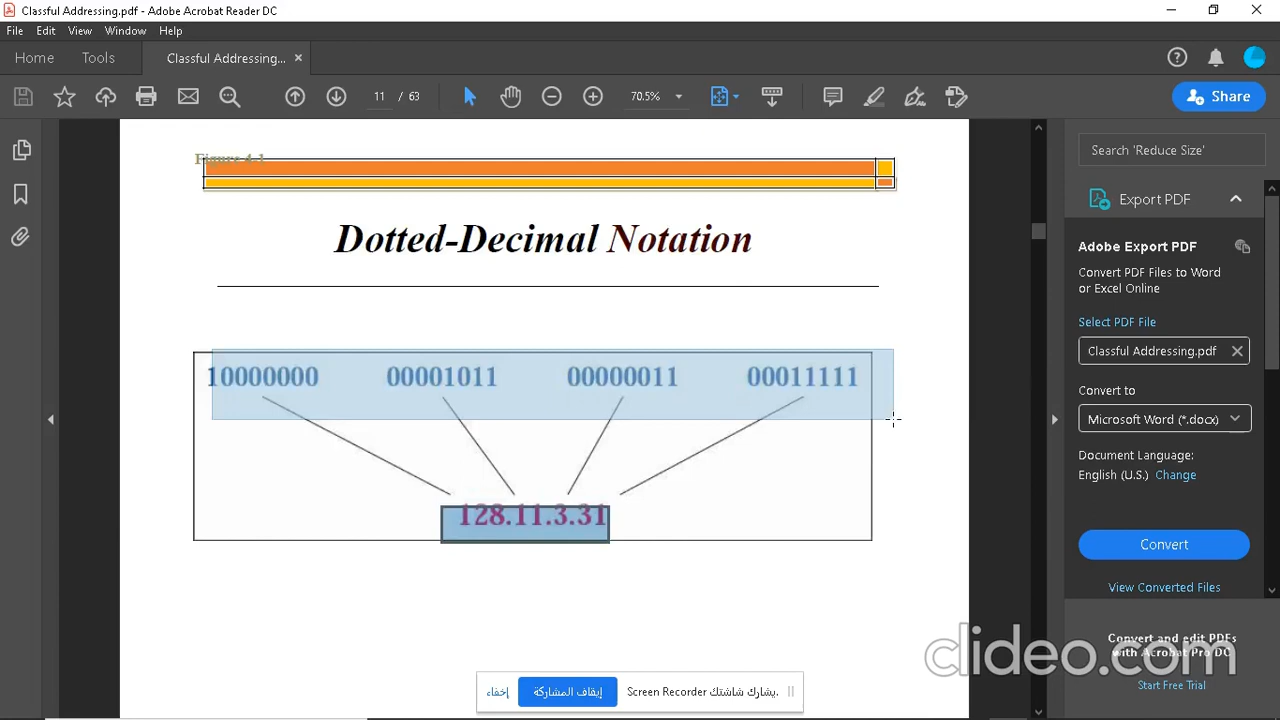 Classful Addressing.pdf - Adobe Acrobat Reader DC
File Edit View Window Help
Home Tools Classful Addressing... ×
11 / 63 70.5% Share
Figure 4-1
Dotted-Decimal Notation
10000000 00001011 00000011 00011111
128.11.3.31
Search 'Reduce Size'
Export PDF
Adobe Export PDF
Convert PDF Files to Word
or Excel Online
Select PDF File
Classful Addressing.pdf
Convert to
Microsoft Word (*.docx)
Document Language:
English (U.S.) Change
Convert
View Converted Files
Convert and edit PDFs
with Acrobat Pro DC
Start Free Trial
clideo.com
يشارك شاشتك Screen Recorder. إيقاف المشاركة إخفاء